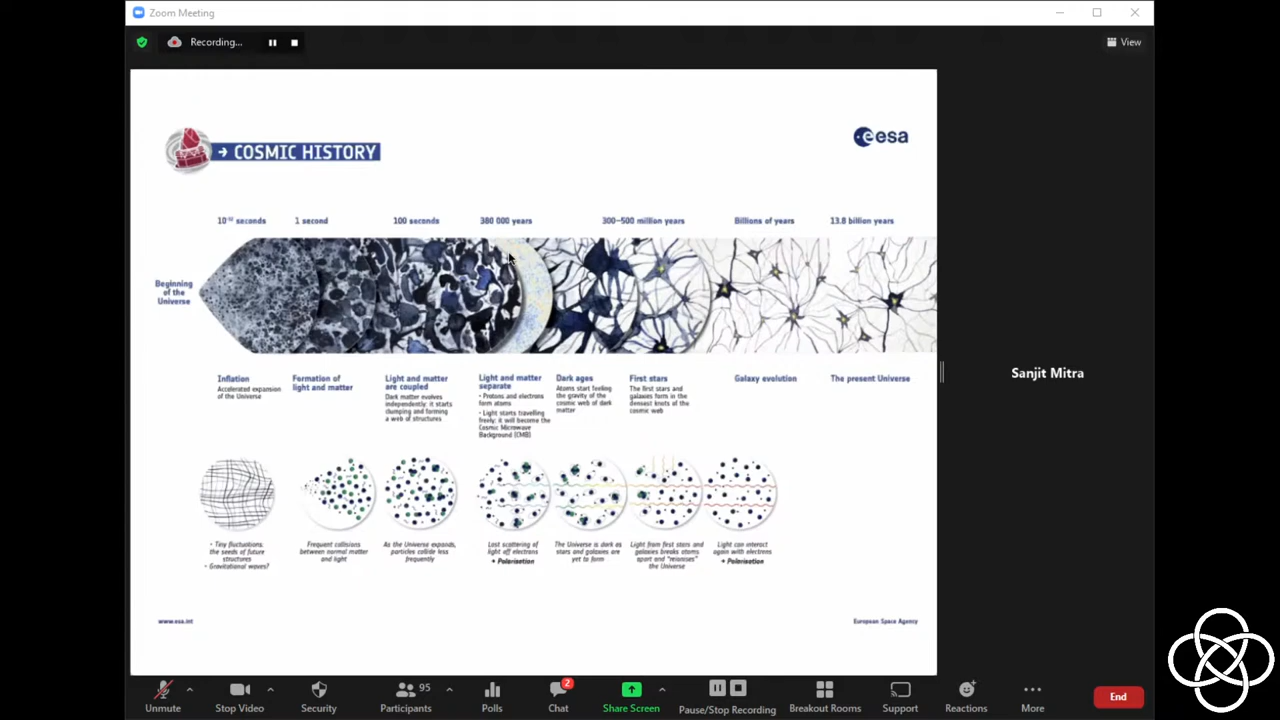 Zoom Meeting
Recording...
View
→ COSMIC HISTORY
esa
10⁻³² seconds
1 second
100 seconds
380 000 years
300–500 million years
Billions of years
13.8 billion years
Beginning
of the
Universe
Inflation
Accelerated expansion
of the Universe
Formation of
light and matter
Light and matter
are coupled
Dark matter evolves
independently: it starts
clumping and forming
a web of structures
Light and matter
separate
• Protons and electrons
form atoms
• Light starts travelling
freely: it will become the
Cosmic Microwave
Background (CMB)
Dark ages
Atoms start feeling
the gravity of the
cosmic web of dark
matter
First stars
The first stars and
galaxies form in the
densest knots of the
cosmic web
Galaxy evolution
The present Universe
• Tiny fluctuations:
the seeds of future
structures
• Gravitational waves?
Frequent collisions
between normal matter
and light
As the Universe expands,
particles collide less
frequently
Last scattering of
light off electrons
• Polarisation
The Universe is dark as
stars and galaxies are
yet to form
Light from first stars and
galaxies breaks atoms
apart and "reionises"
the Universe
Light can interact
again with electrons
• Polarisation
www.esa.int
European Space Agency
Sanjit Mitra
Unmute
Stop Video
Security
95
Participants
Polls
2
Chat
Share Screen
Pause/Stop Recording
Breakout Rooms
Support
Reactions
More
End